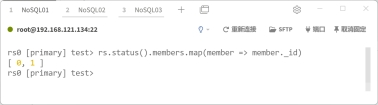 1 NoSQL01 2 NoSQL02 3 NoSQL03
root@192.168.121.134:22 重新连接 SFTP 端口 取消固定
rs0 [primary] test> rs.status().members.map(member => member._id)
[ 0, 1 ]
rs0 [primary] test>